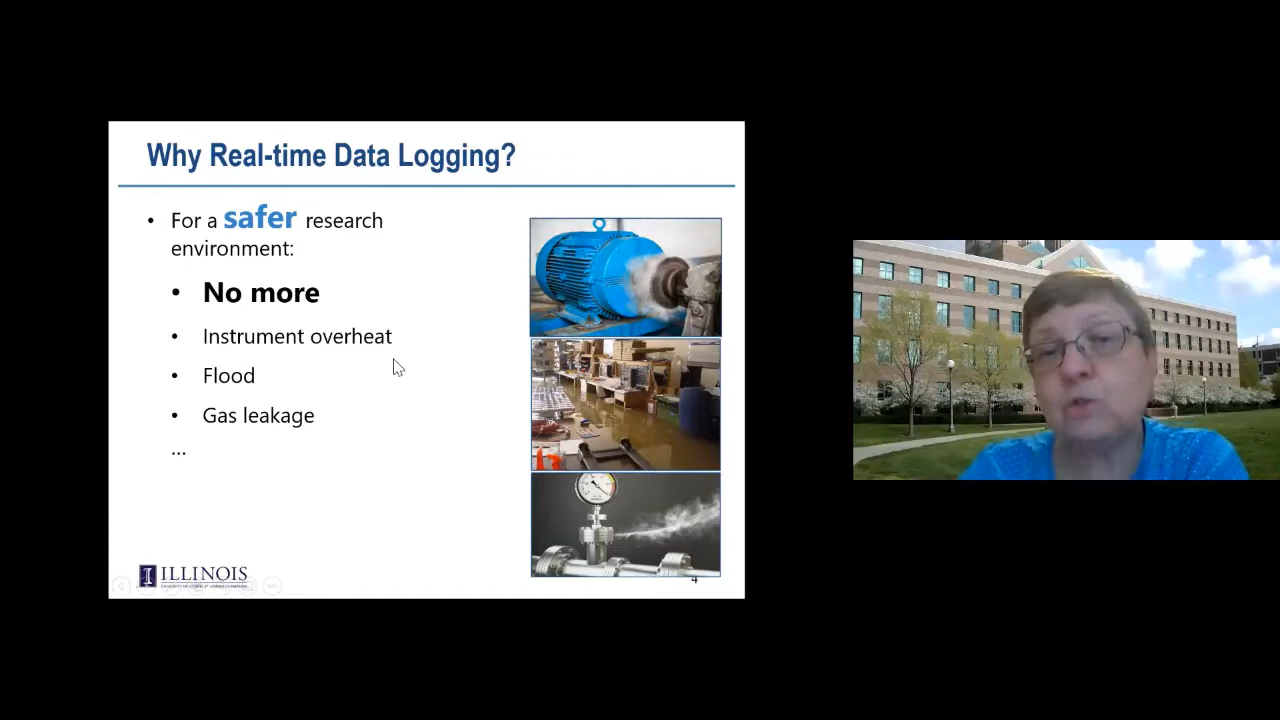 Why Real-time Data Logging?
• For a safer research
environment:
• No more
• Instrument overheat
• Flood
• Gas leakage
...
ILLINOIS
4